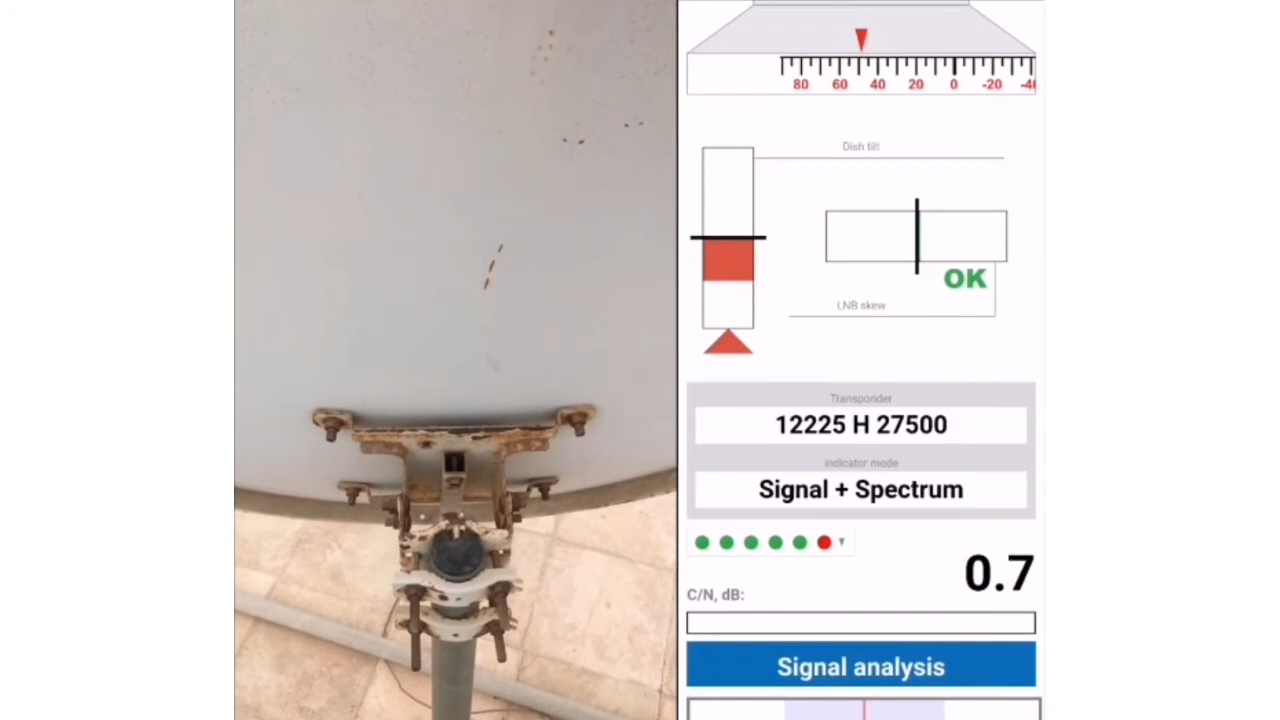 80 60 40 20 0 -20 -40
Dish tilt
OK
LNB skew
Transponder
12225 H 27500
Indicator mode
Signal + Spectrum
0.7
C/N, dB:
Signal analysis